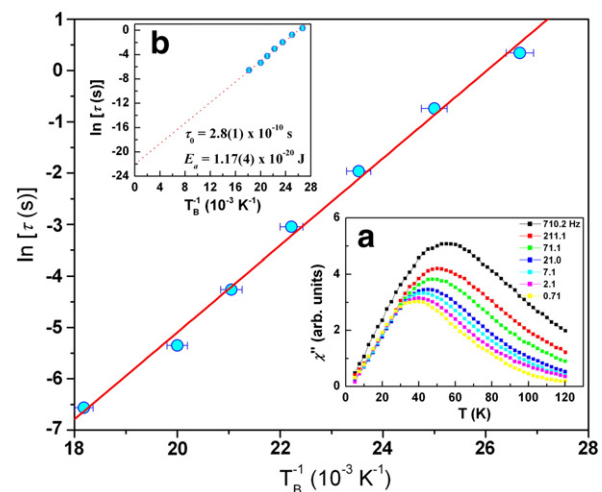 b
ln [τ (s)]
4
0
-4
-8
-12
-16
-20
-24
τ0 = 2.8(1) x 10-10 s
Ea = 1.17(4) x 10-20 J
0 4 8 12 16 20 24 28
TB-1 (10-3 K-1)
a
710.2 Hz
211.1
71.1
21.0
7.1
2.1
0.71
χ'' (arb. units)
6
4
2
0
0 20 40 60 80 100 120
T (K)
ln [τ (s)]
1
0
-1
-2
-3
-4
-5
-6
-7
18 20 22 24 26 28
TB-1 (10-3 K-1)